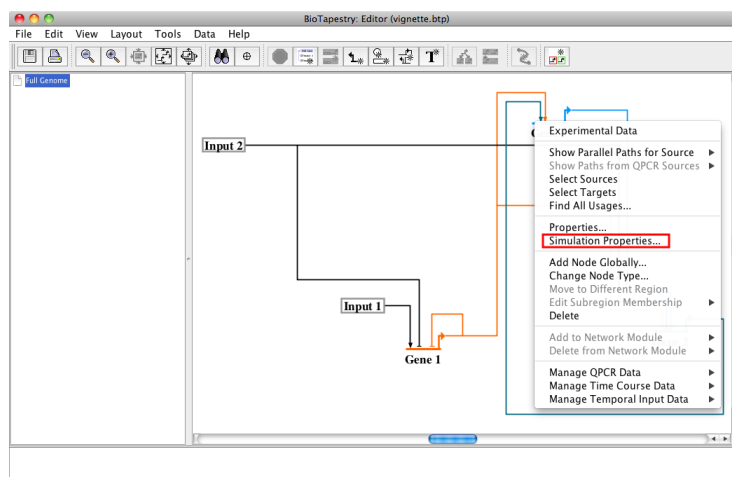 BioTapestry: Editor (vignette.btp)
File Edit View Layout Tools Data Help
Full Genome
Input 2
Input 1
Gene 1
Experimental Data
Show Parallel Paths for Source
Show Paths from QPCR Sources
Select Sources
Select Targets
Find All Usages...
Properties...
Simulation Properties...
Add Node Globally...
Change Node Type...
Move to Different Region
Edit Subregion Membership
Delete
Add to Network Module
Delete from Network Module
Manage QPCR Data
Manage Time Course Data
Manage Temporal Input Data